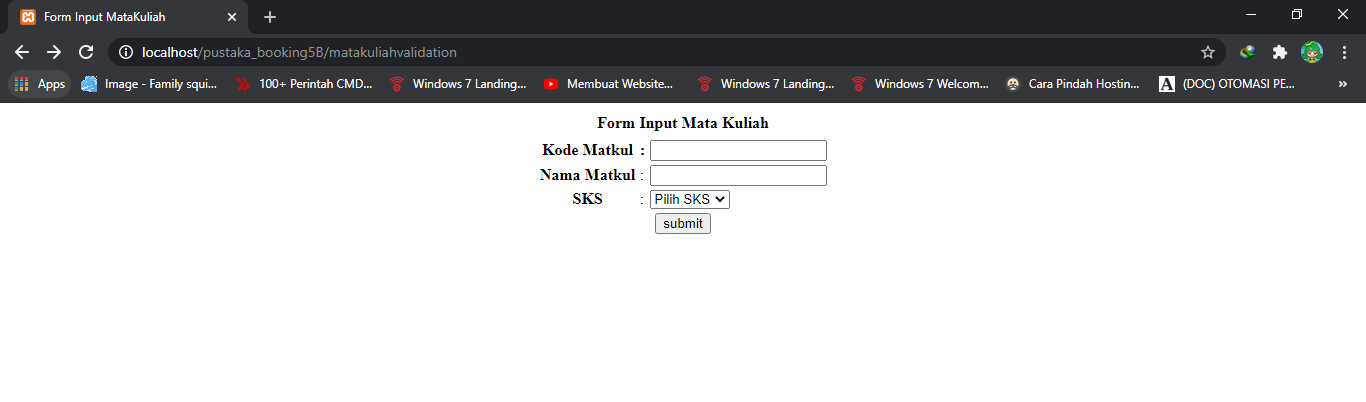 Form Input MataKuliah
localhost/pustaka_booking5B/matakuliahvalidation
Apps Image - Family squi... 100+ Perintah CMD... Windows 7 Landing... Membuat Website... Windows 7 Landing... Windows 7 Welcom... Cara Pindah Hostin... A (DOC) OTOMASI PE... »
Form Input Mata Kuliah
Kode Matkul :
Nama Matkul :
SKS : Pilih SKS
submit